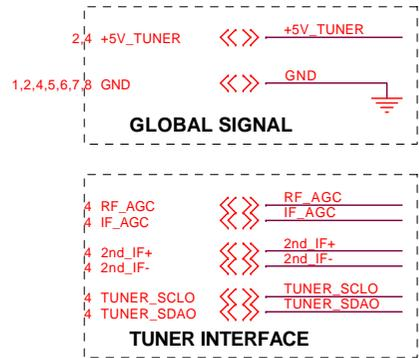 2,4 +5V_TUNER +5V_TUNER
1,2,4,5,6,7,8 GND GND
GLOBAL SIGNAL
4 RF_AGC RF_AGC
4 IF_AGC IF_AGC
4 2nd_IF+ 2nd_IF+
4 2nd_IF- 2nd_IF-
4 TUNER_SCLO TUNER_SCLO
4 TUNER_SDAO TUNER_SDAO
TUNER INTERFACE